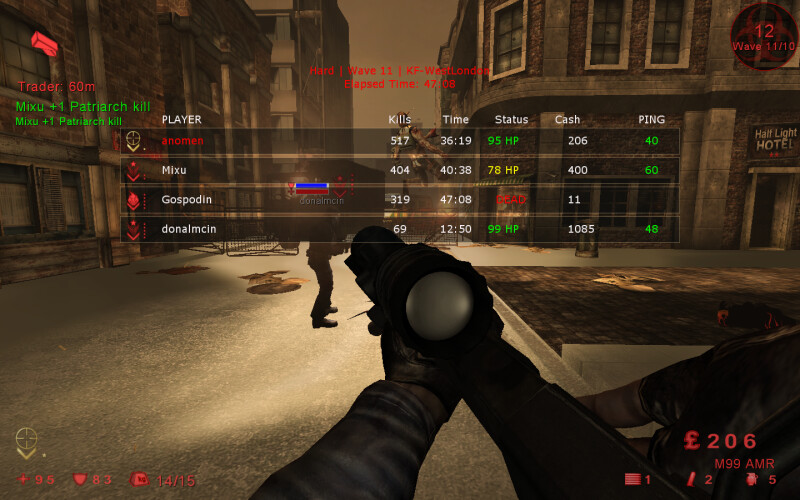 12
Wave 11/10
Hard | Wave 11 | KF-WestLondon
Elapsed Time: 47:08
Trader: 60m
Mixu +1 Patriarch kill
Mixu +1 Patriarch kill
PLAYER Kills Time Status Cash PING
anomen 517 36:19 95 HP 206 40
Mixu 404 40:38 78 HP 400 60
Gospodin 319 47:08 DEAD 11
donalmcin 69 12:50 99 HP 1085 48
donalmcin
Half Light
HOTEL
£ 206
M99 AMR
+ 95 83 14/15 1 2 5